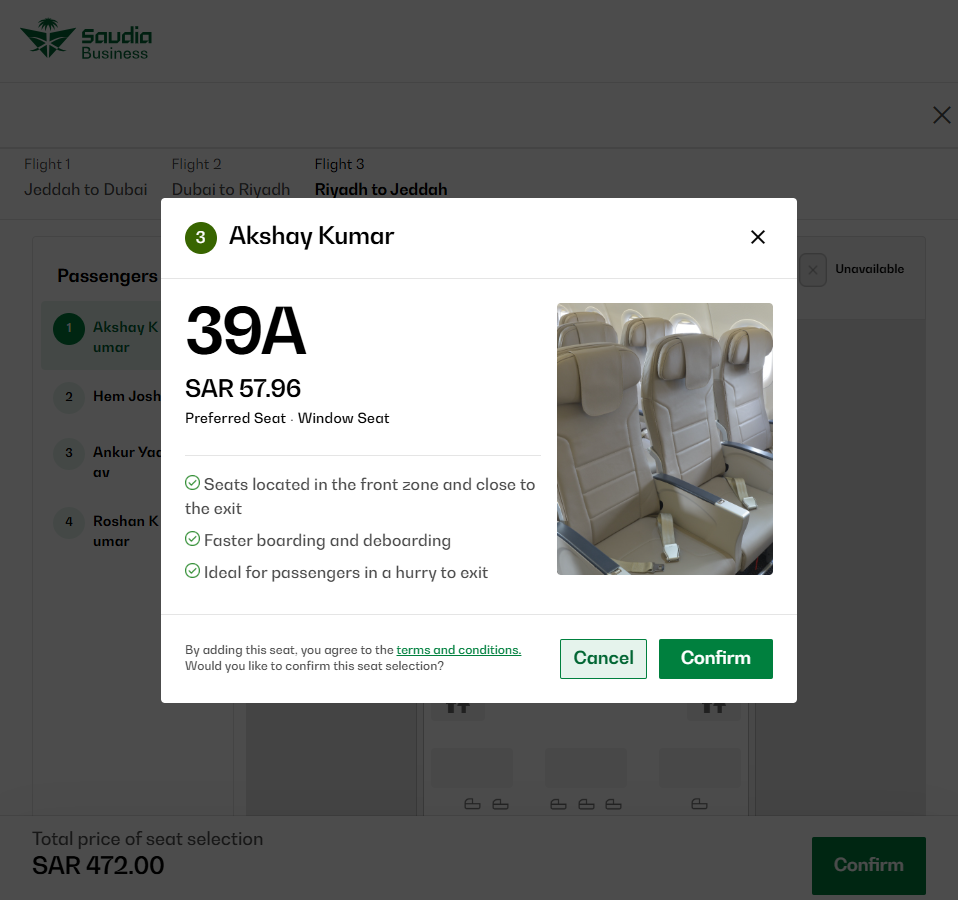 Saudia
Business
Flight 1
Flight 2
Flight 3
Jeddah to Dubai
Dubai to Riyadh
Riyadh to Jeddah
3
Akshay Kumar
Passengers
Unavailable
1
Akshay K
umar
2
Hem Josh
3
Ankur Yad
av
4
Roshan K
umar
39A
SAR 57.96
Preferred Seat · Window Seat
Seats located in the front zone and close to
the exit
Faster boarding and deboarding
Ideal for passengers in a hurry to exit
By adding this seat, you agree to the terms and conditions.
Would you like to confirm this seat selection?
Cancel
Confirm
Total price of seat selection
SAR 472.00
Confirm